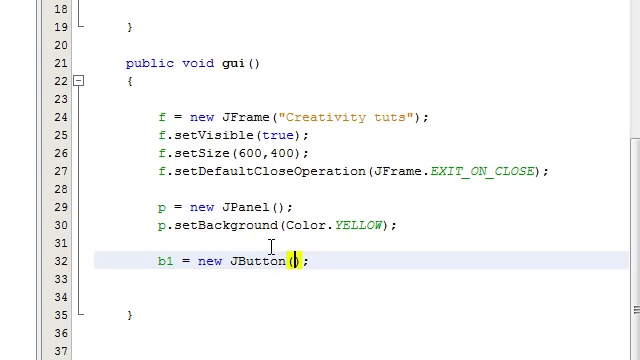 18
19 }
20
21 public void gui()
22 {
23
24 f = new JFrame("Creativity tuts");
25 f.setVisible(true);
26 f.setSize(600,400);
27 f.setDefaultCloseOperation(JFrame.EXIT_ON_CLOSE);
28
29 p = new JPanel();
30 p.setBackground(Color.YELLOW);
31
32 b1 = new JButton();
33
34
35 }
36
37